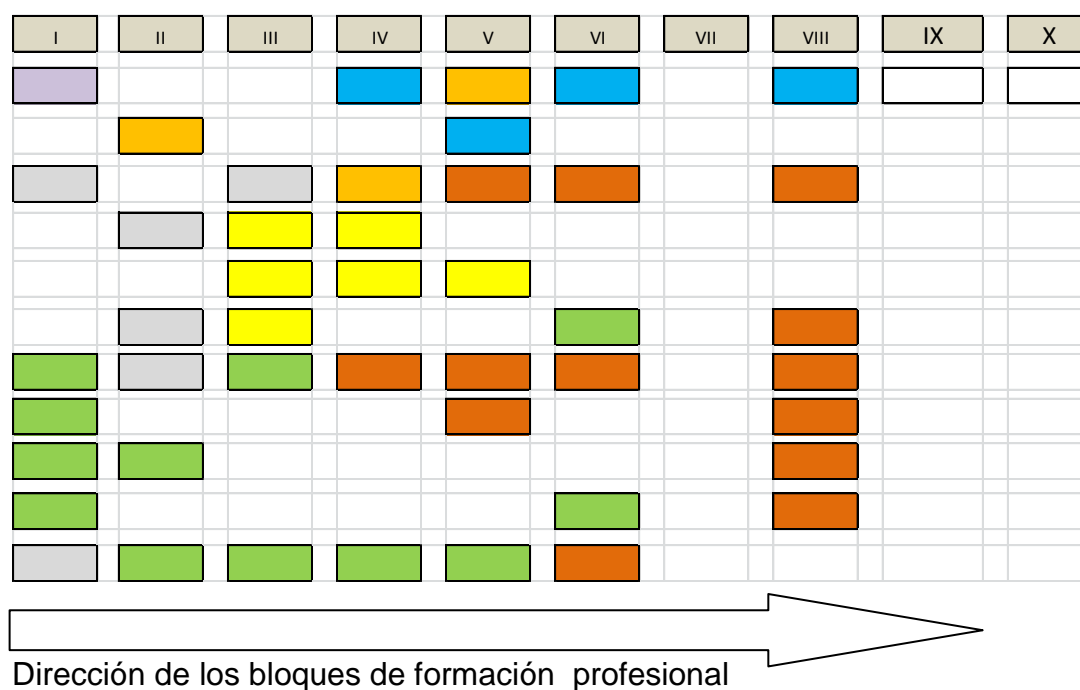 I II III IV V VI VII VIII IX X
Dirección de los bloques de formación profesional